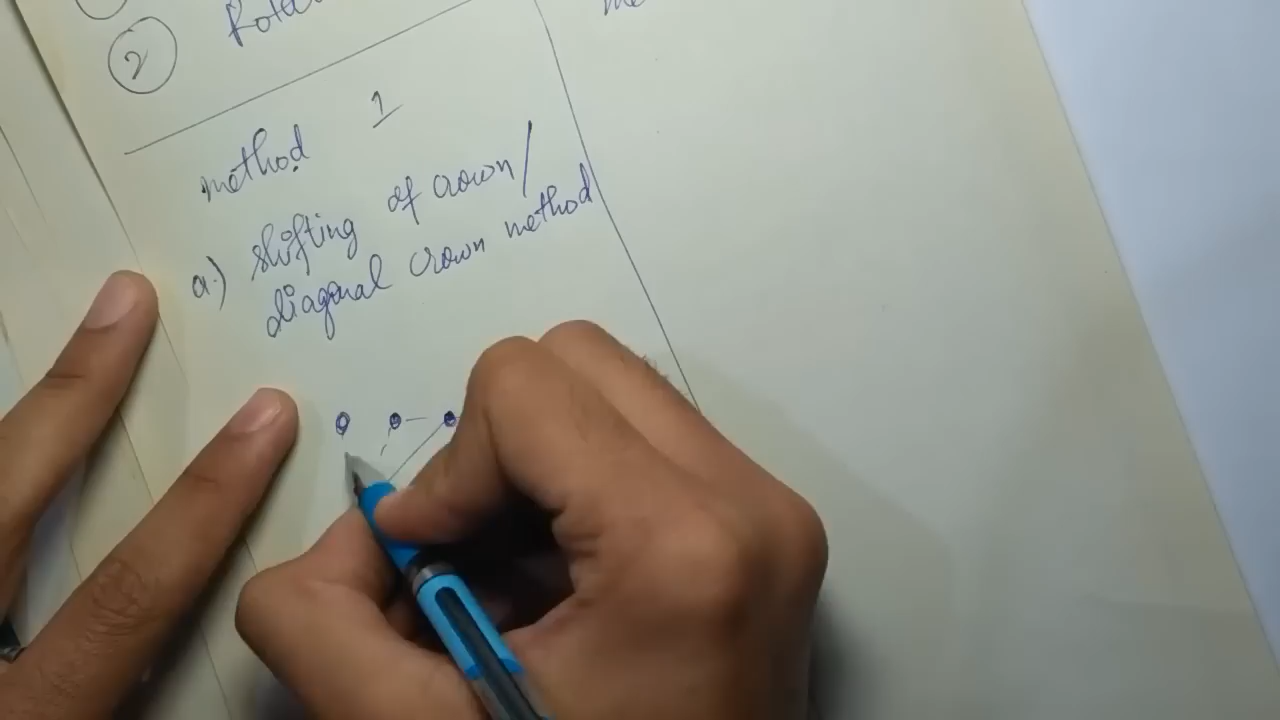 2
method 1
a.) shifting of crown/
diagonal crown method